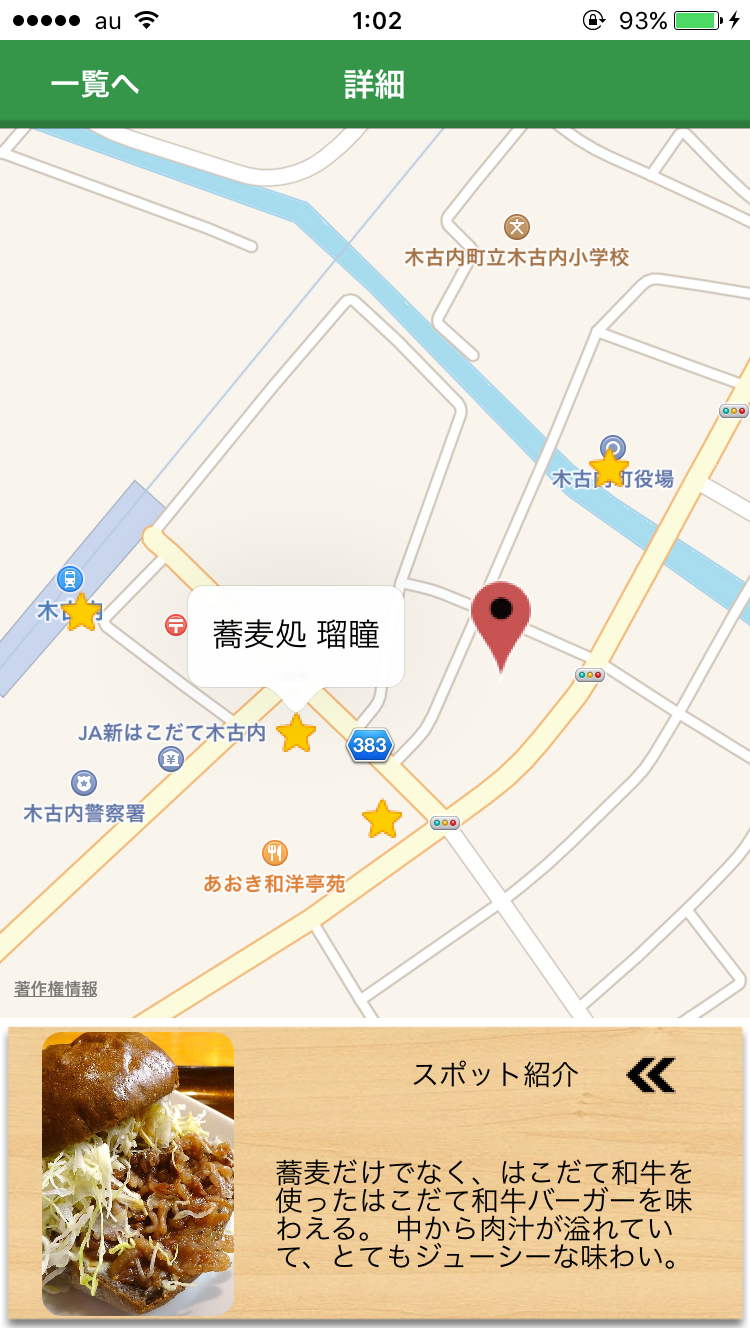 au 1:02 93%
一覧へ 詳細
木古内町立木古内小学校
木古内町役場
木古内
蕎麦処 瑠瞳
JA新はこだて木古内
383
木古内警察署
あおき和洋亭苑
著作権情報
スポット紹介
蕎麦だけでなく、はこだて和牛を
使ったはこだて和牛バーガーを味
わえる。 中から肉汁が溢れてい
て、とてもジューシーな味わい。